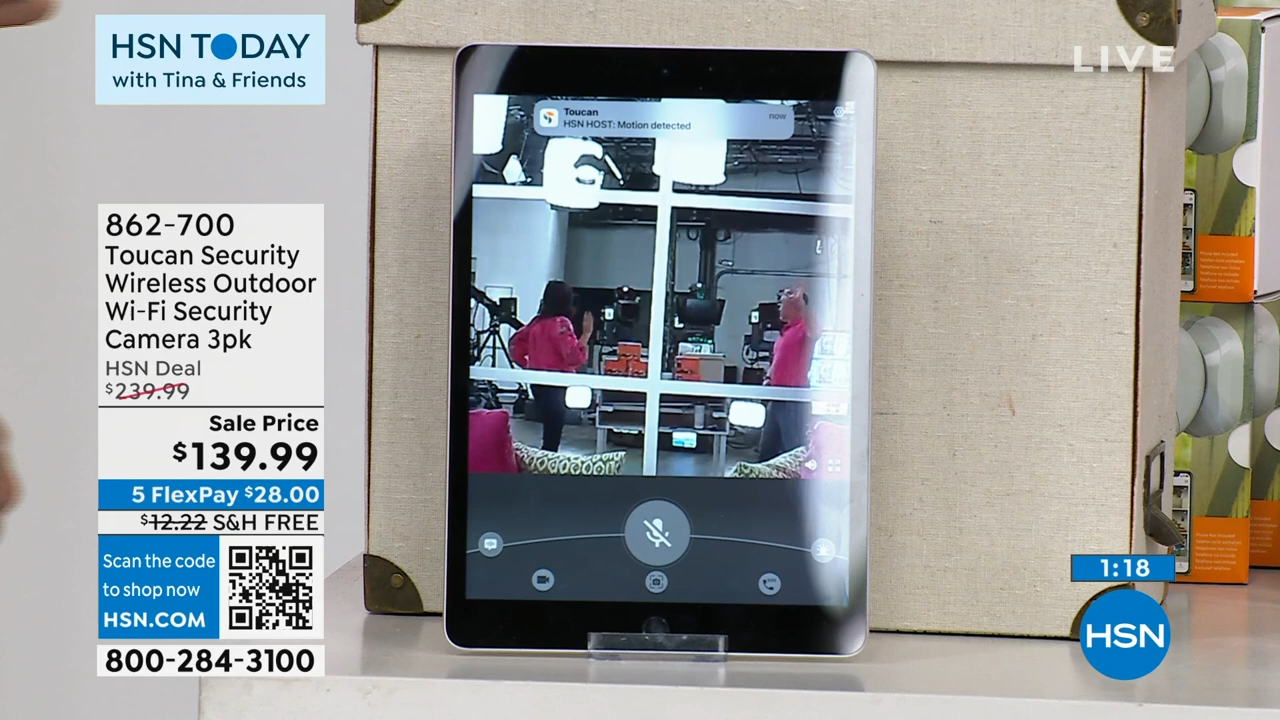 HSN TODAY
with Tina & Friends
LIVE
Toucan
now
HSN HOST: Motion detected
862-700
Toucan Security
Wireless Outdoor
Wi-Fi Security
Camera 3pk
HSN Deal
$239.99
Sale Price
$139.99
5 FlexPay $28.00
$12.22 S&H FREE
Scan the code
to shop now
HSN.COM
800-284-3100
1:18
HSN